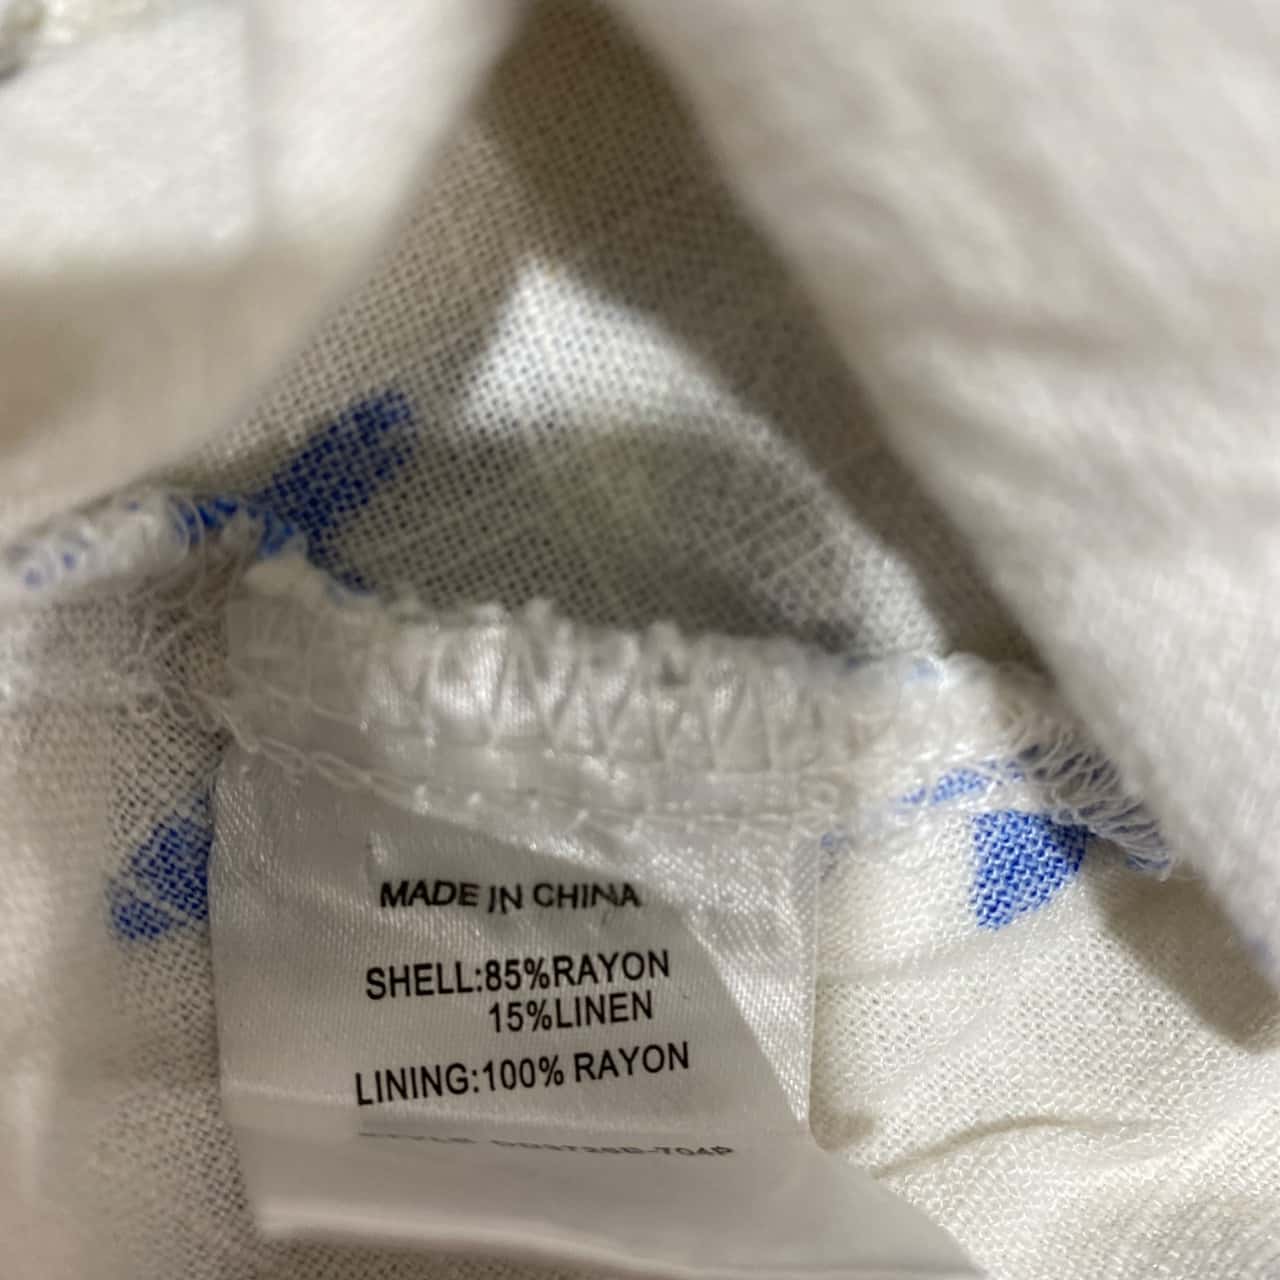 MADE IN CHINA
SHELL:85%RAYON
15%LINEN
LINING:100% RAYON